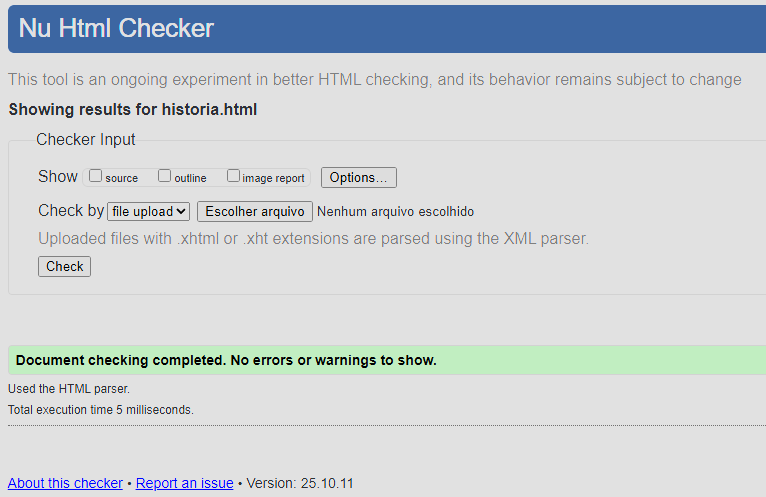 Nu Html Checker
This tool is an ongoing experiment in better HTML checking, and its behavior remains subject to change
Showing results for historia.html
Checker Input
Show source outline image report Options...
Check by file upload Escolher arquivo Nenhum arquivo escolhido
Uploaded files with .xhtml or .xht extensions are parsed using the XML parser.
Check
Document checking completed. No errors or warnings to show.
Used the HTML parser.
Total execution time 5 milliseconds.
About this checker • Report an issue • Version: 25.10.11